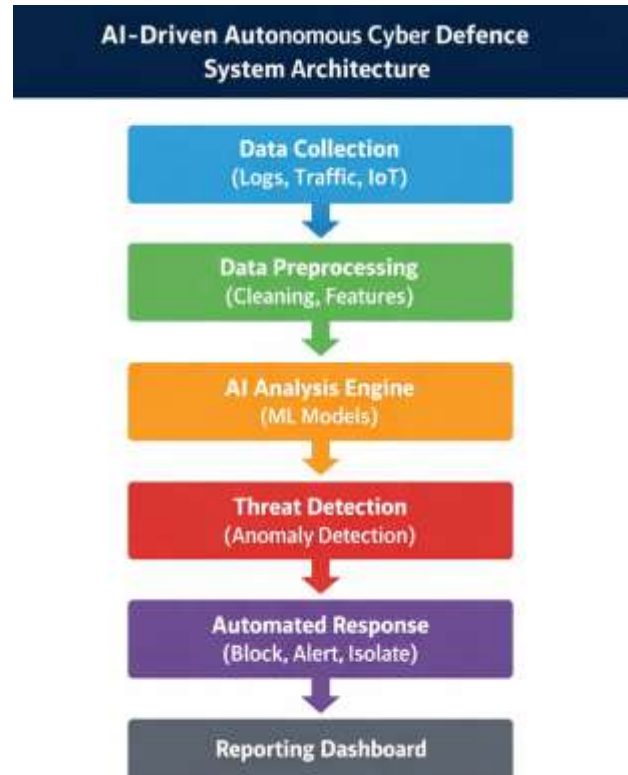 AI-Driven Autonomous Cyber Defence
System Architecture
Data Collection
(Logs, Traffic, IoT)
Data Preprocessing
(Cleaning, Features)
AI Analysis Engine
(ML Models)
Threat Detection
(Anomaly Detection)
Automated Response
(Block, Alert, Isolate)
Reporting Dashboard